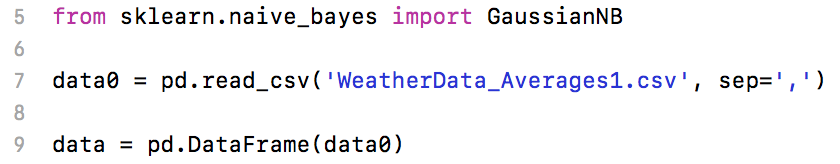 5 from sklearn.naive_bayes import GaussianNB
6
7 data0 = pd.read_csv('WeatherData_Averages1.csv', sep=',')
8
9 data = pd.DataFrame(data0)